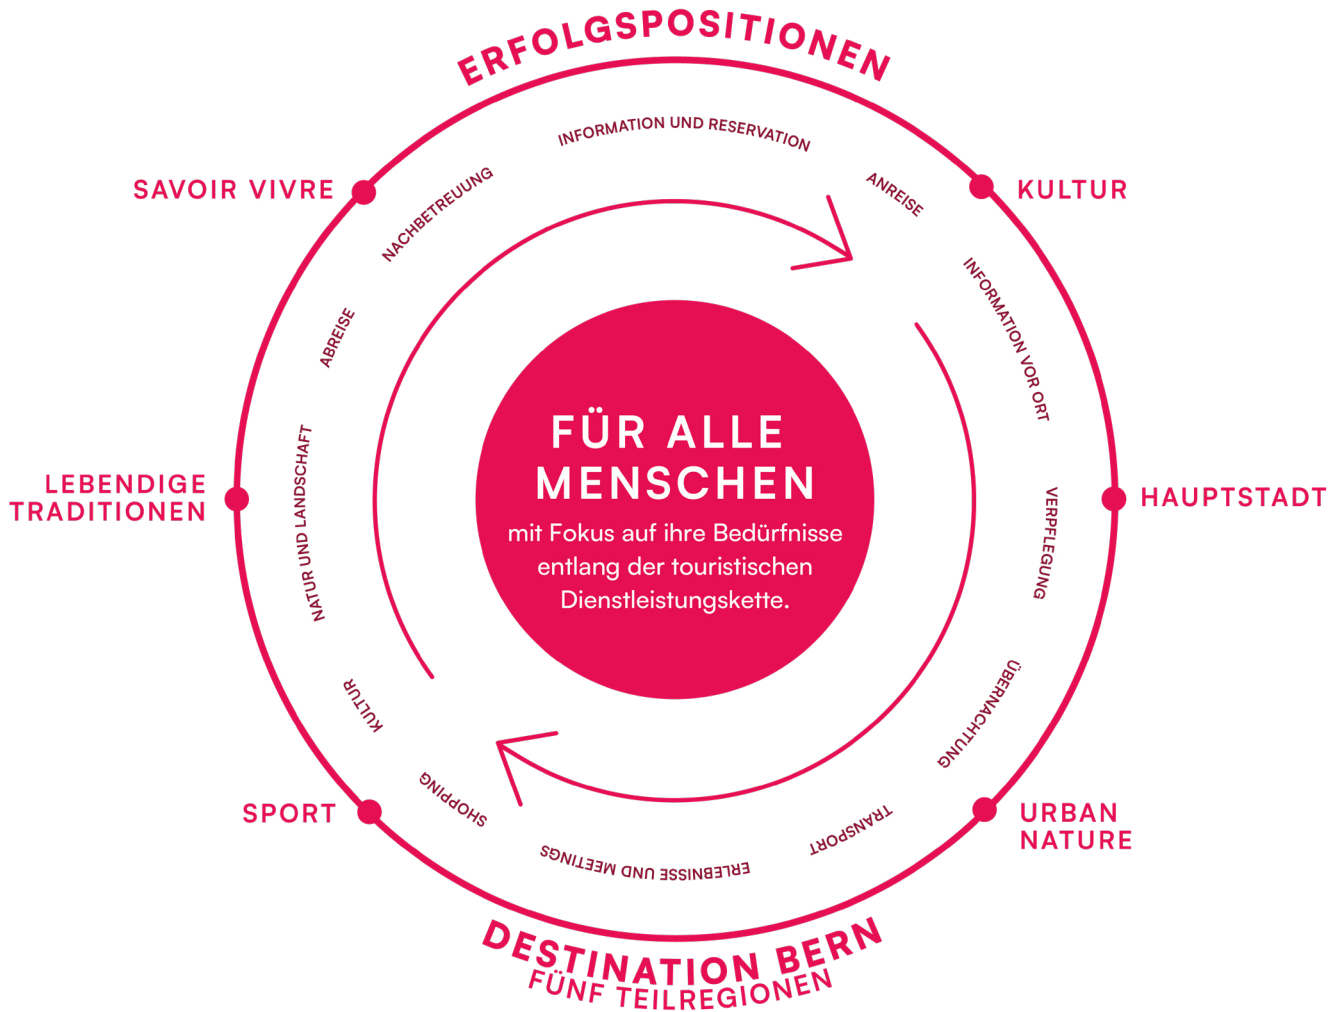 ERFOLGSPOSITIONEN
SAVOIR VIVRE
KULTUR
HAUPTSTADT
URBAN
NATURE
SPORT
LEBENDIGE
TRADITIONEN
INFORMATION UND RESERVATION
ANREISE
INFORMATION VOR ORT
VERPFLEGUNG
ÜBERNACHTUNG
TRANSPORT
ERLEBNISSE UND MEETINGS
SHOPPING
KULTUR
NATUR UND LANDSCHAFT
ABREISE
NACHBETREUUNG
FÜR ALLE
MENSCHEN
mit Fokus auf ihre Bedürfnisse
entlang der touristischen
Dienstleistungskette.
DESTINATION BERN
FÜNF TEILREGIONEN